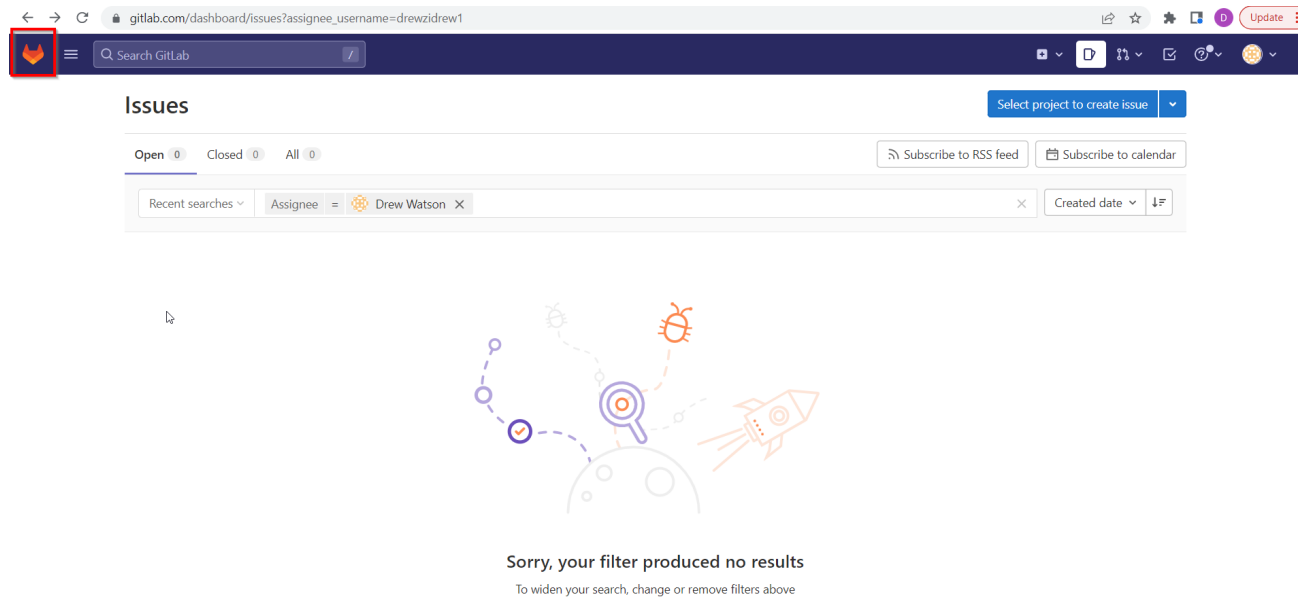 gitlab.com/dashboard/issues?assignee_username=drewzidrew1
D
Update
Search GitLab
/
Issues
Select project to create issue
Open 0 Closed 0 All 0
Subscribe to RSS feed
Subscribe to calendar
Recent searches
Assignee = Drew Watson
Created date
Sorry, your filter produced no results
To widen your search, change or remove filters above